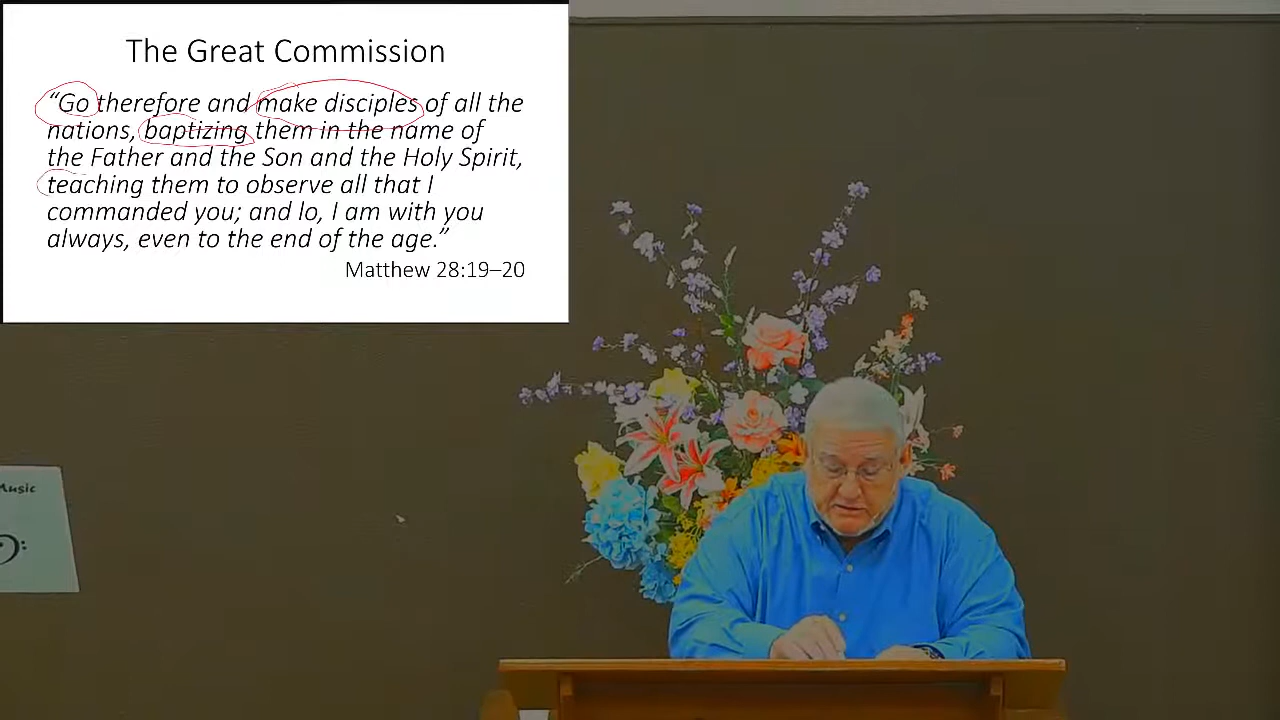 The Great Commission
“Go therefore and make disciples of all the
nations, baptizing them in the name of
the Father and the Son and the Holy Spirit,
teaching them to observe all that I
commanded you; and lo, I am with you
always, even to the end of the age.”
Matthew 28:19–20
Music